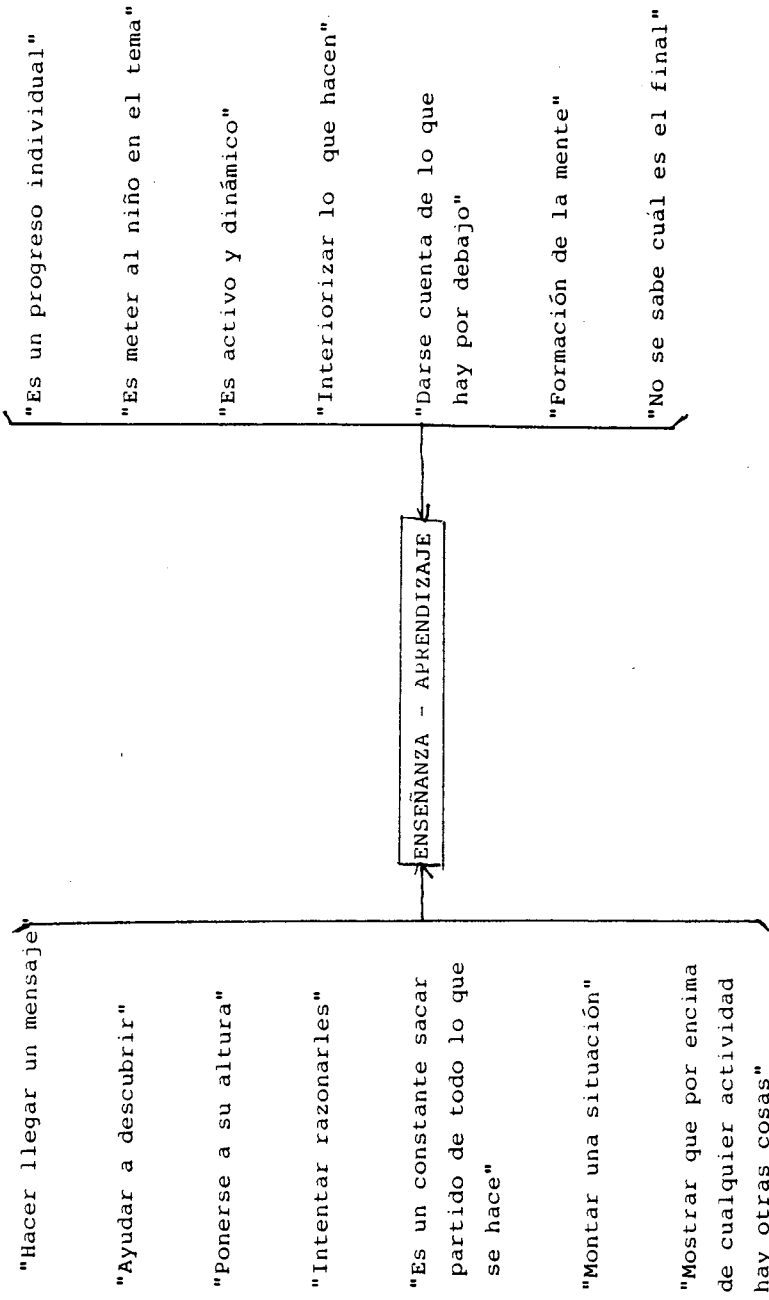 "Hacer llegar un mensaje"
"Ayudar a descubrir"
"Ponerse a su altura"
"Intentar razonarles"
"Es un constante sacar
partido de todo lo que
se hace"
"Montar una situación"
"Mostrar que por encima
de cualquier actividad
hay otras cosas"
ENSEÑANZA - APRENDIZAJE
"Es un progreso individual"
"Es meter al niño en el tema"
"Es activo y dinámico"
"Interiorizar lo que hacen"
"Darse cuenta de lo que
hay por debajo"
"Formación de la mente"
"No se sabe cuál es el final"